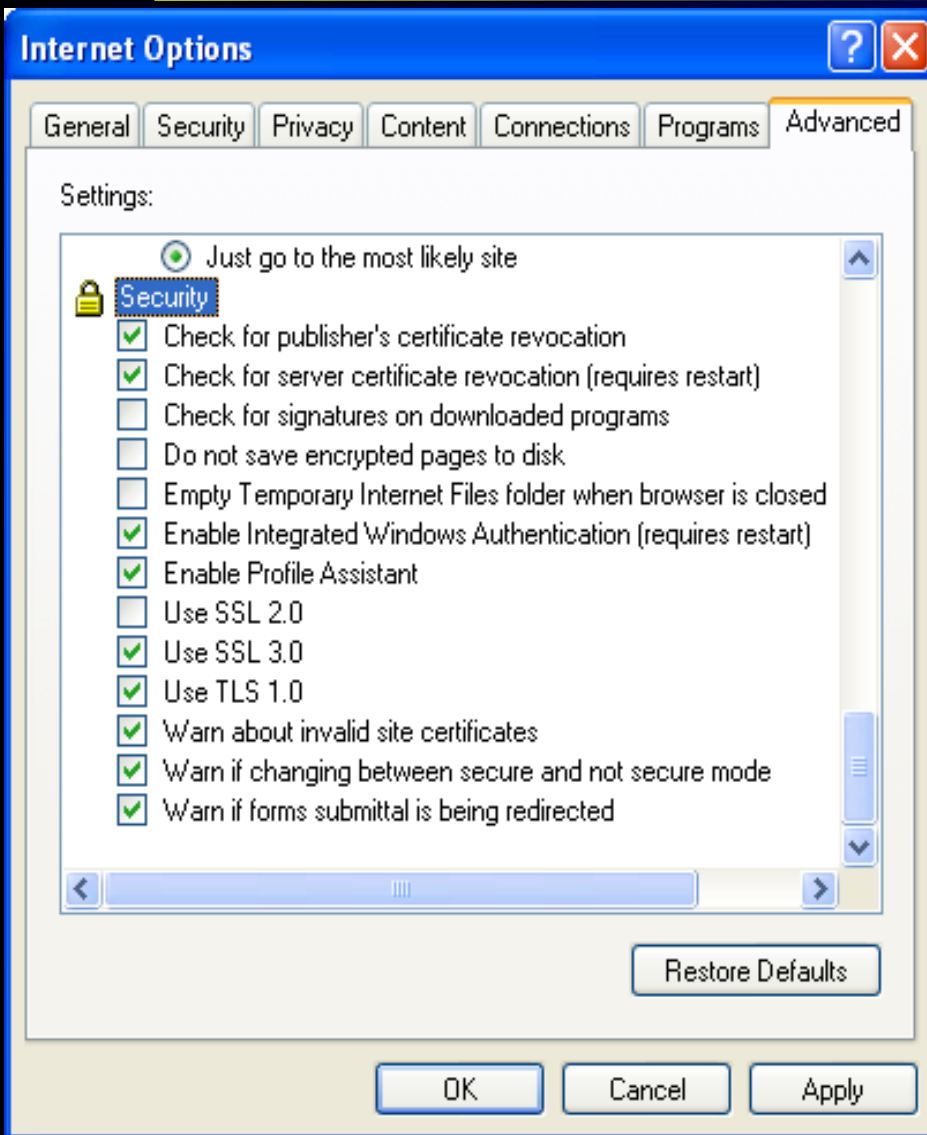 Internet Options
General Security Privacy Content Connections Programs Advanced
Settings:
Just go to the most likely site
Security
Check for publisher's certificate revocation
Check for server certificate revocation (requires restart)
Check for signatures on downloaded programs
Do not save encrypted pages to disk
Empty Temporary Internet Files folder when browser is closed
Enable Integrated Windows Authentication (requires restart)
Enable Profile Assistant
Use SSL 2.0
Use SSL 3.0
Use TLS 1.0
Warn about invalid site certificates
Warn if changing between secure and not secure mode
Warn if forms submittal is being redirected
Restore Defaults
OK Cancel Apply